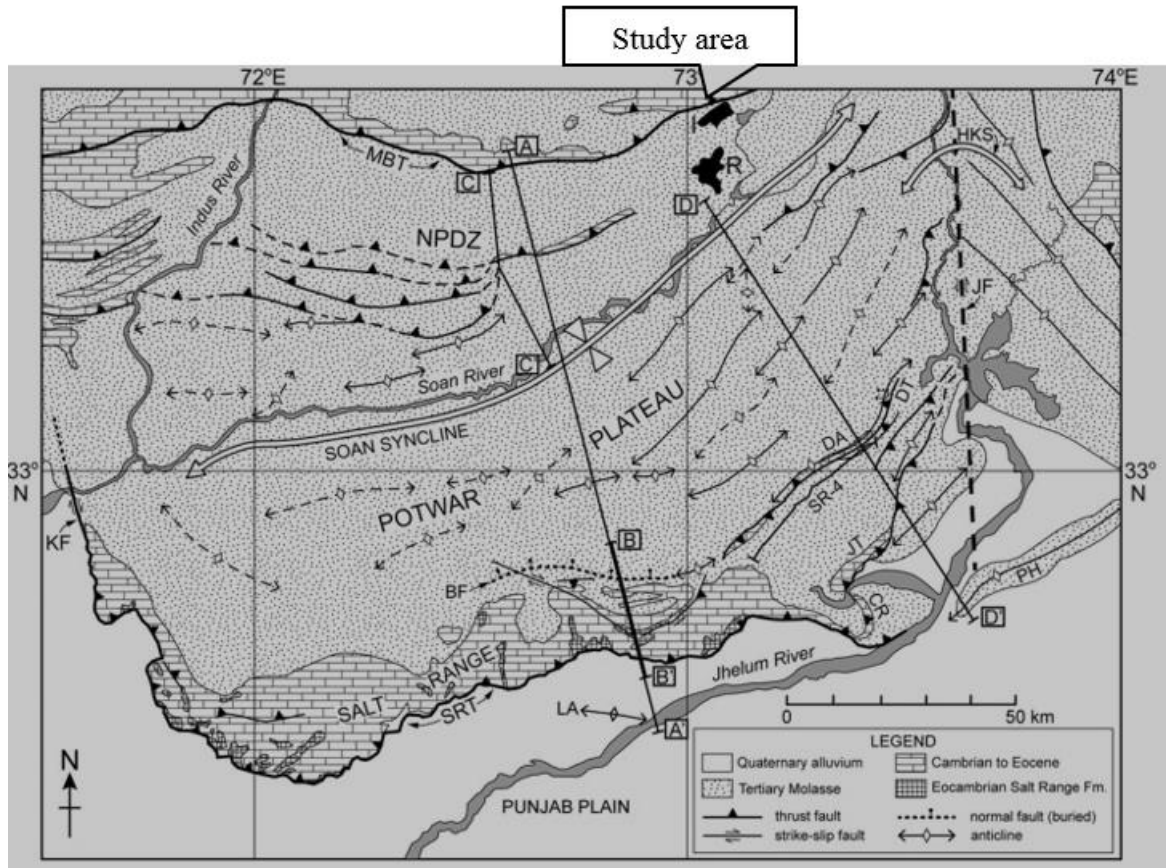 Study area
72°E
73
74°E
HKS
MBT
A
C
R
D
Indus River
NPDZ
JF
C'
Soan River
SOAN SYNCLINE
PLATEAU
DT
DA
33°
N
33°
N
SR-4
POTWAR
KF
B
JT
BF
PH
CR
D'
RANGE
B'
Jhelum River
SALT
SRT
LA
A'
0
50 km
LEGEND
Quaternary alluvium
Cambrian to Eocene
Tertiary Molasse
Eocambrian Salt Range Fm.
thrust fault
normal fault (buried)
strike-slip fault
anticline
N
PUNJAB PLAIN